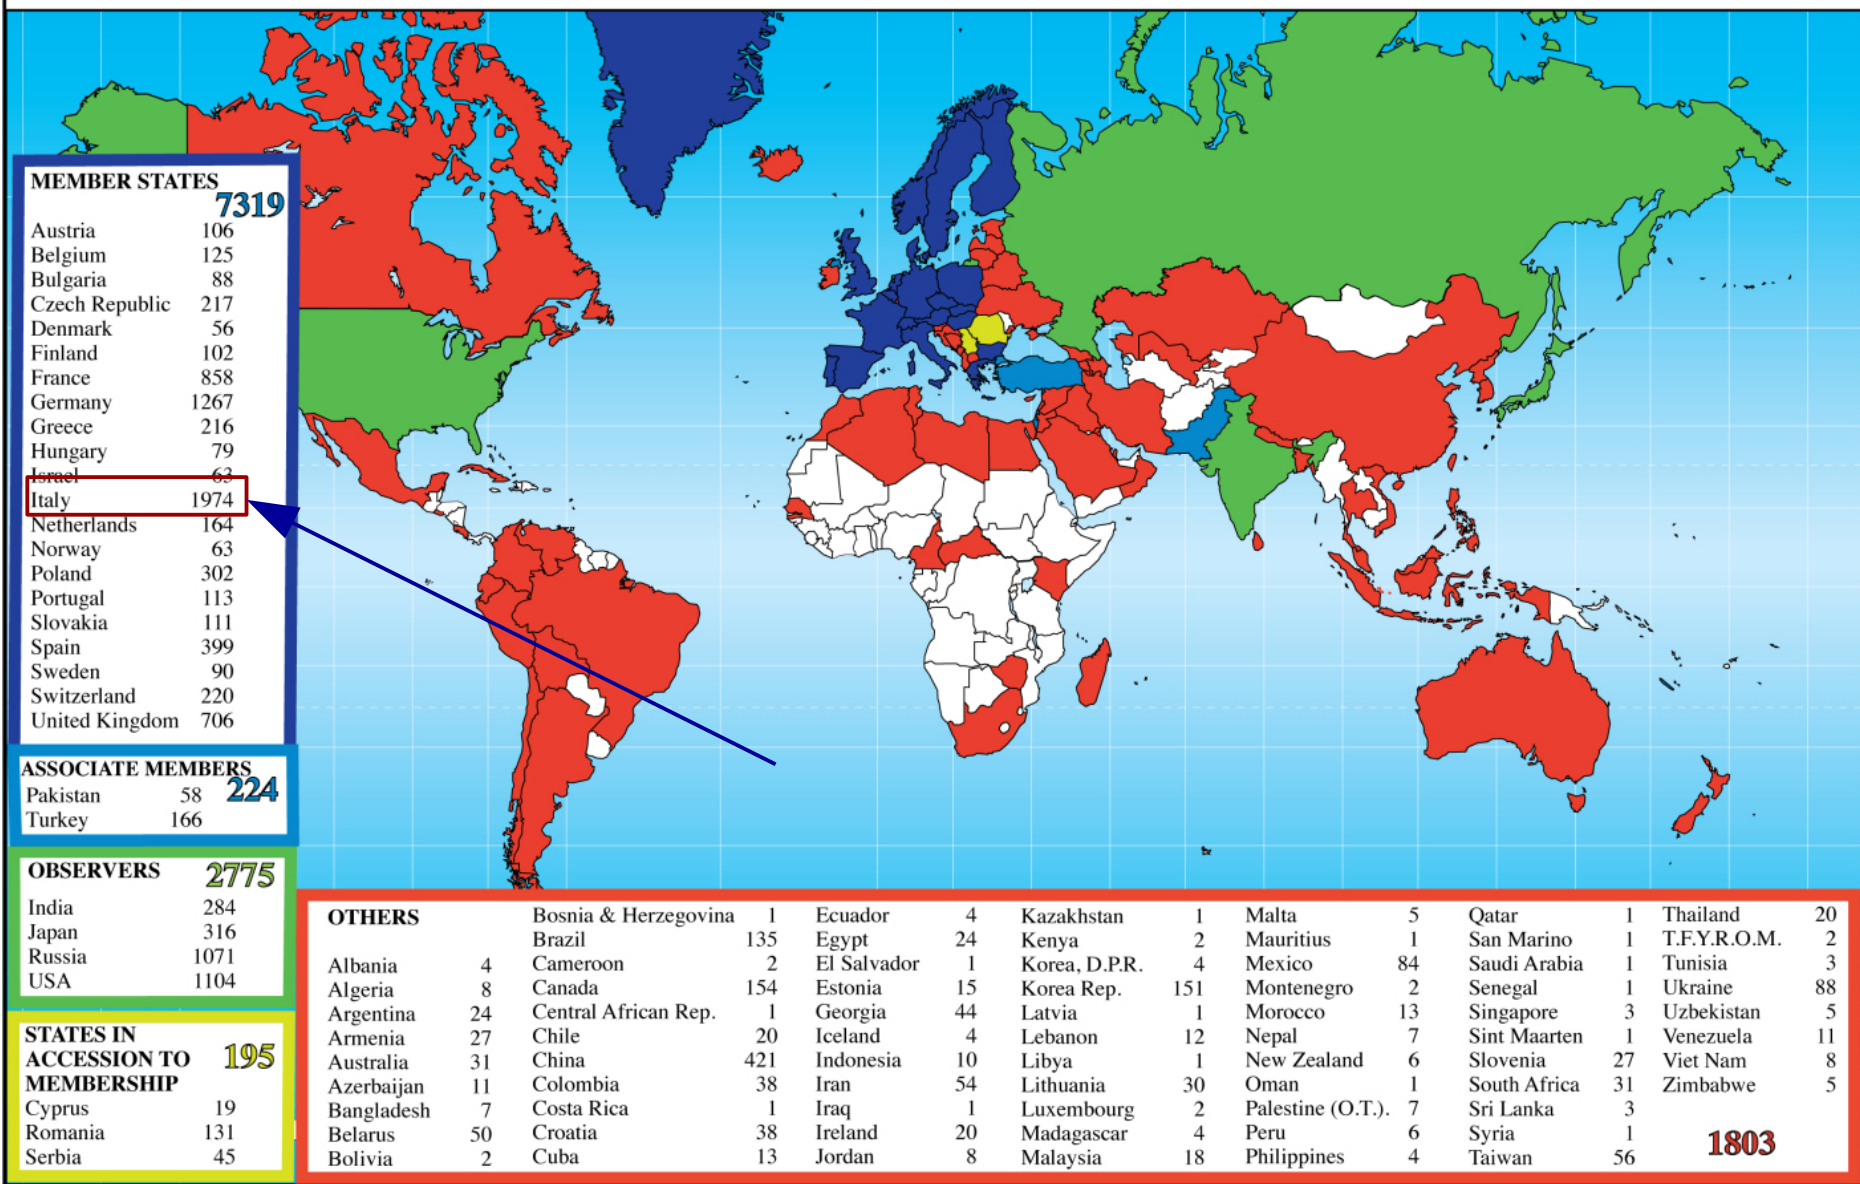 MEMBER STATES
7319
Austria 106
Belgium 125
Bulgaria 88
Czech Republic 217
Denmark 56
Finland 102
France 858
Germany 1267
Greece 216
Hungary 79
Israel 63
Italy 1974
Netherlands 164
Norway 63
Poland 302
Portugal 113
Slovakia 111
Spain 399
Sweden 90
Switzerland 220
United Kingdom 706
ASSOCIATE MEMBERS
224
Pakistan 58
Turkey 166
OBSERVERS 2775
India 284
Japan 316
Russia 1071
USA 1104
STATES IN
ACCESSION TO 195
MEMBERSHIP
Cyprus 19
Romania 131
Serbia 45
OTHERS
Albania 4
Algeria 8
Argentina 24
Armenia 27
Australia 31
Azerbaijan 11
Bangladesh 7
Belarus 50
Bolivia 2
Bosnia & Herzegovina 1
Brazil 135
Cameroon 2
Canada 154
Central African Rep. 1
Chile 20
China 421
Colombia 38
Costa Rica 1
Croatia 38
Cuba 13
Ecuador 4
Egypt 24
El Salvador 1
Estonia 15
Georgia 44
Iceland 4
Indonesia 10
Iran 54
Iraq 1
Ireland 20
Jordan 8
Kazakhstan 1
Kenya 2
Korea, D.P.R. 4
Korea Rep. 151
Latvia 1
Lebanon 12
Libya 1
Lithuania 30
Luxembourg 2
Madagascar 4
Malaysia 18
Malta 5
Mauritius 1
Mexico 84
Montenegro 2
Morocco 13
Nepal 7
New Zealand 6
Oman 1
Palestine (O.T.). 7
Peru 6
Philippines 4
Qatar 1
San Marino 1
Saudi Arabia 1
Senegal 1
Singapore 3
Sint Maarten 1
Slovenia 27
South Africa 31
Sri Lanka 3
Syria 1
Taiwan 56
Thailand 20
T.F.Y.R.O.M. 2
Tunisia 3
Ukraine 88
Uzbekistan 5
Venezuela 11
Viet Nam 8
Zimbabwe 5
1803